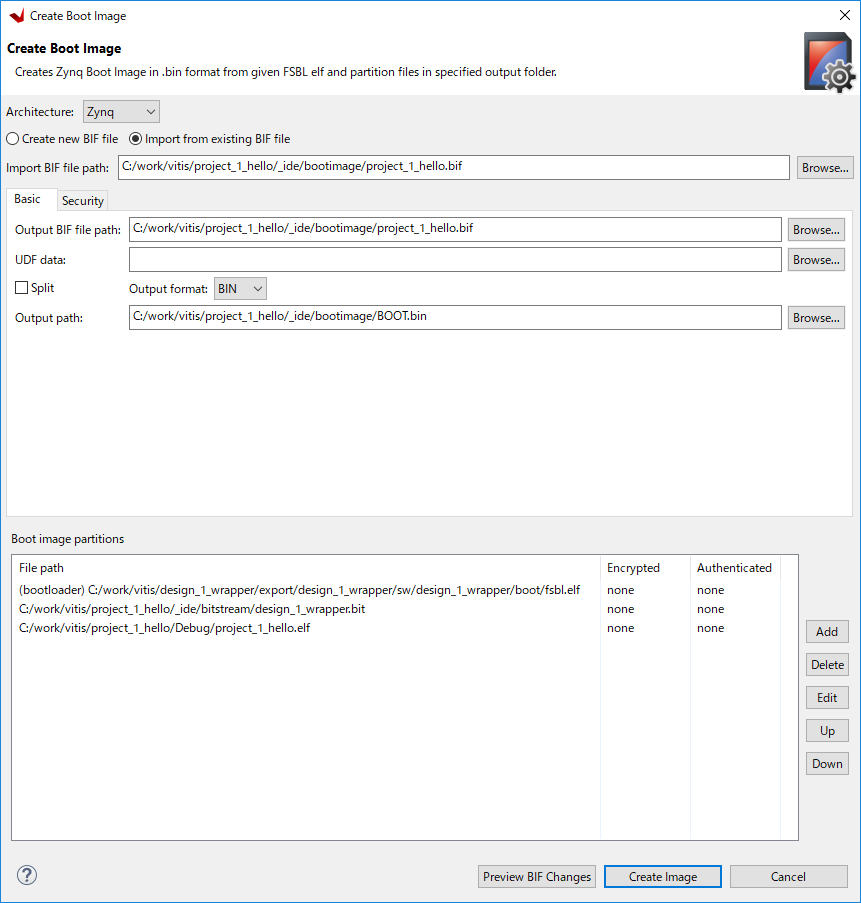 Create Boot Image
Create Boot Image
Creates Zynq Boot Image in .bin format from given FSBL elf and partition files in specified output folder.
Architecture: Zynq
Create new BIF file Import from existing BIF file
Import BIF file path: C:/work/vitis/project_1_hello/_ide/bootimage/project_1_hello.bif Browse...
Basic Security
Output BIF file path: C:/work/vitis/project_1_hello/_ide/bootimage/project_1_hello.bif Browse...
UDF data: Browse...
Split Output format: BIN
Output path: C:/work/vitis/project_1_hello/_ide/bootimage/BOOT.bin Browse...
Boot image partitions
File path Encrypted Authenticated
(bootloader) C:/work/vitis/design_1_wrapper/export/design_1_wrapper/sw/design_1_wrapper/boot/fsbl.elf none none
C:/work/vitis/project_1_hello/_ide/bitstream/design_1_wrapper.bit none none
C:/work/vitis/project_1_hello/Debug/project_1_hello.elf none none
Add
Delete
Edit
Up
Down
? Preview BIF Changes Create Image Cancel